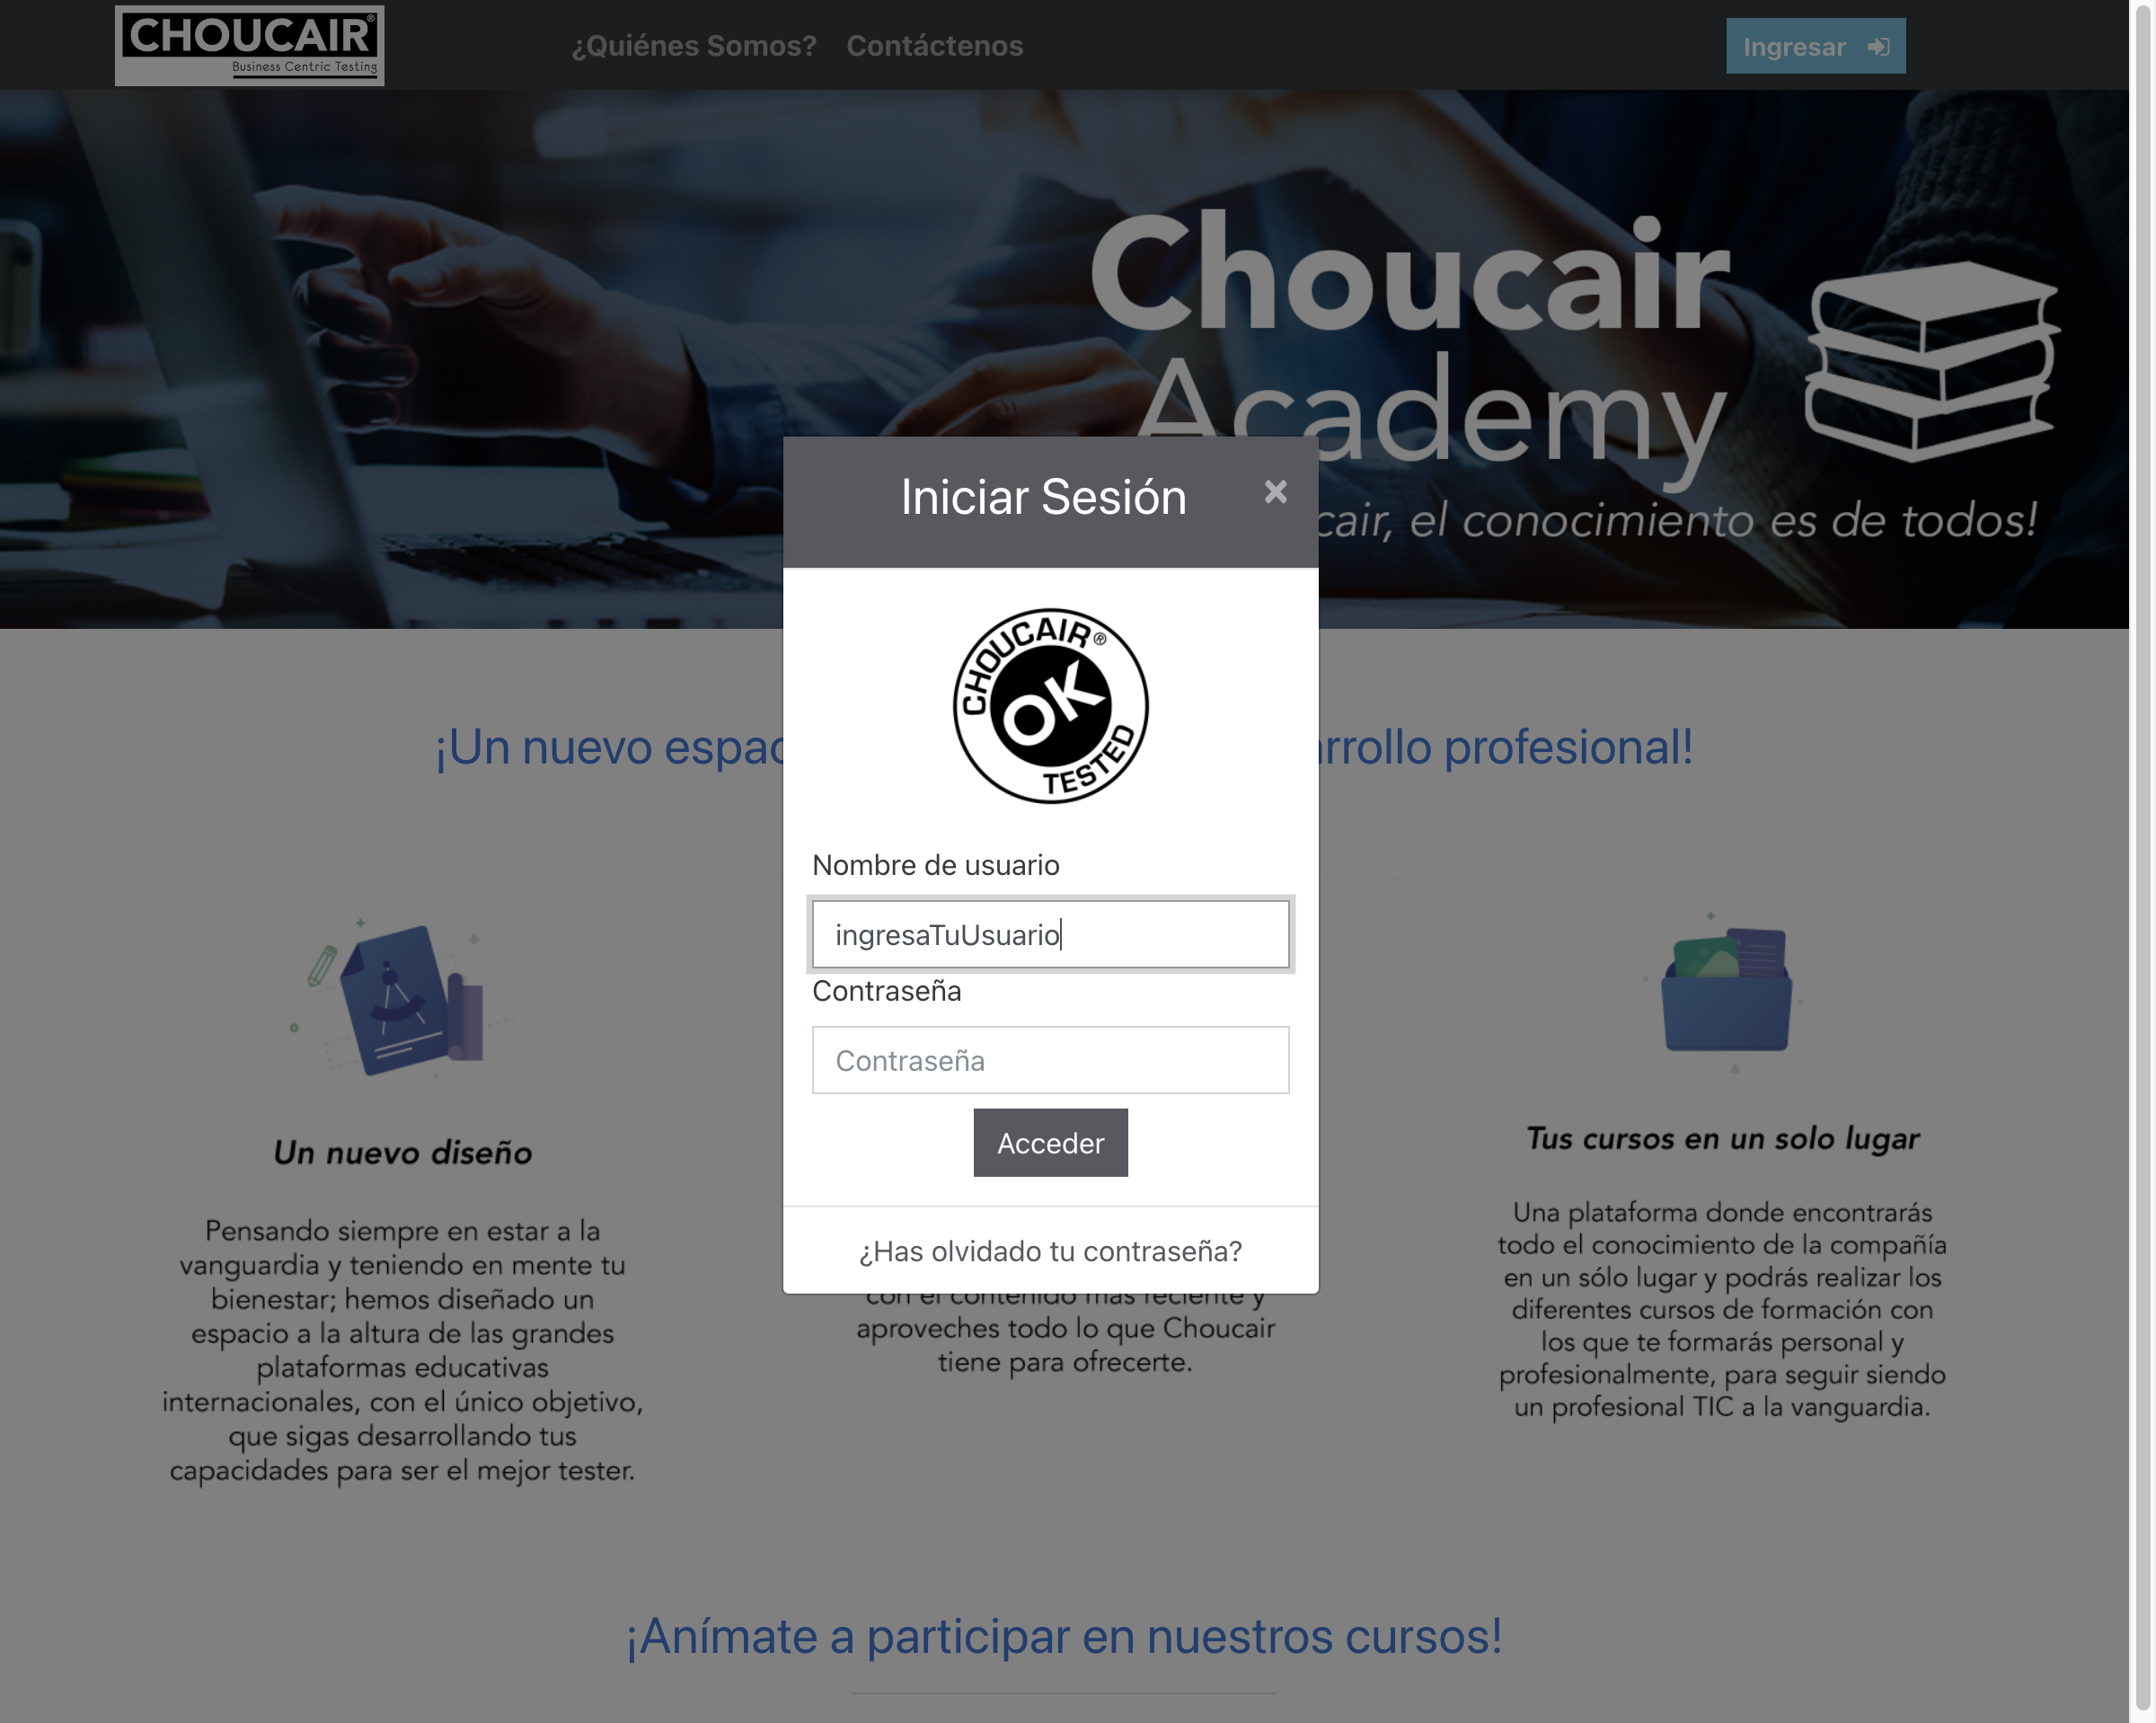 CHOUCAIR®
Business Centric Testing
¿Quiénes Somos?
Contáctenos
Ingresar
Choucair
Academy
cair, el conocimiento es de todos!
Iniciar Sesión
×
CHOUCAIR®
OK
TESTED
Nombre de usuario
ingresaTuUsuario
Contraseña
Contraseña
Acceder
¿Has olvidado tu contraseña?
¡Un nuevo espac
rrollo profesional!
Un nuevo diseño
Pensando siempre en estar a la
vanguardia y teniendo en mente tu
bienestar; hemos diseñado un
espacio a la altura de las grandes
plataformas educativas
internacionales, con el único objetivo,
que sigas desarrollando tus
capacidades para ser el mejor tester.
con el contenido más reciente y
aproveches todo lo que Choucair
tiene para ofrecerte.
Tus cursos en un solo lugar
Una plataforma donde encontrarás
todo el conocimiento de la compañía
en un sólo lugar y podrás realizar los
diferentes cursos de formación con
los que te formarás personal y
profesionalmente, para seguir siendo
un profesional TIC a la vanguardia.
¡Anímate a participar en nuestros cursos!